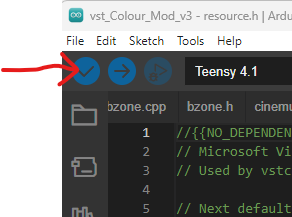 vst_Colour_Mod_v3 - resource.h | Ardu
File Edit Sketch Tools Help
Teensy 4.1
bzone.cpp bzone.h cinemu
1 //{{NO_DEPENDEN
2 // Microsoft Vi
3 // Used by vstc
4
5 // Next default